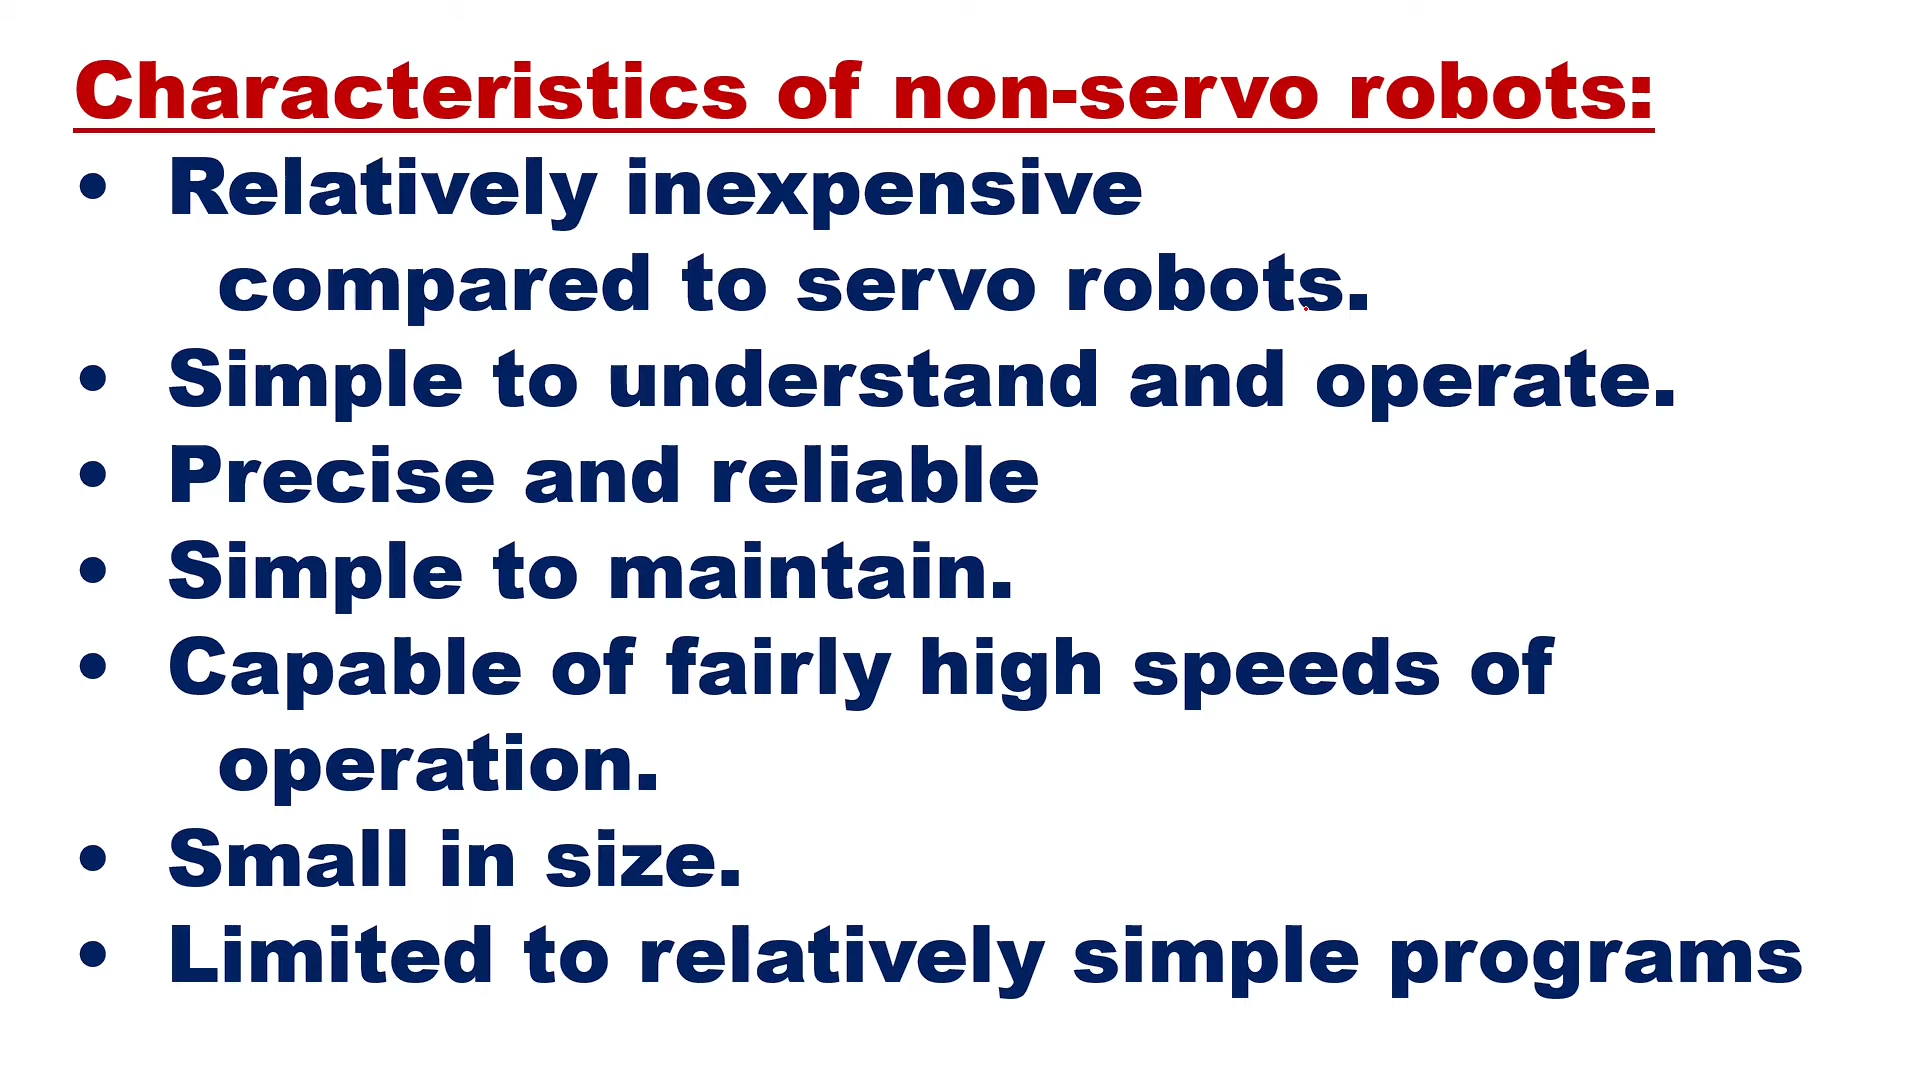 Characteristics of non-servo robots:
• Relatively inexpensive
compared to servo robots.
• Simple to understand and operate.
• Precise and reliable
• Simple to maintain.
• Capable of fairly high speeds of
operation.
• Small in size.
• Limited to relatively simple programs